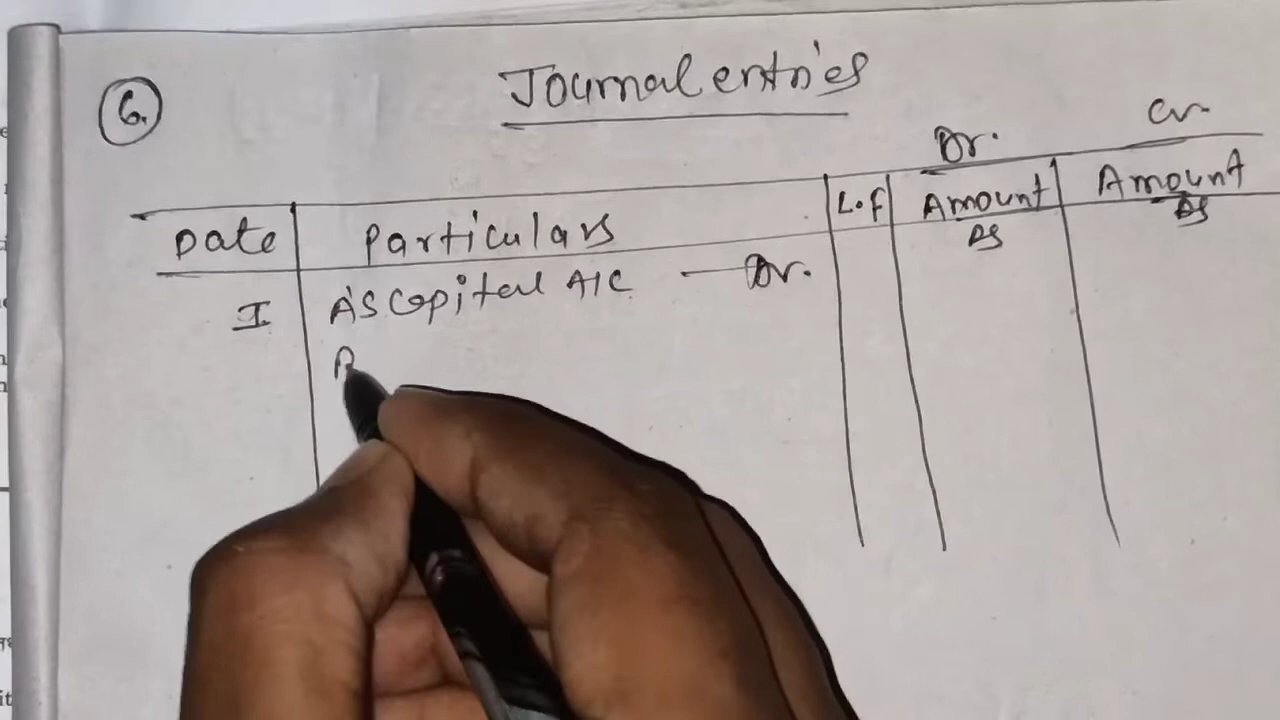 6. Journal entries
Dr. Cr.
Date Particulars L.F Amount Amount
Rs Rs
I A's Capital A/C — Dr.